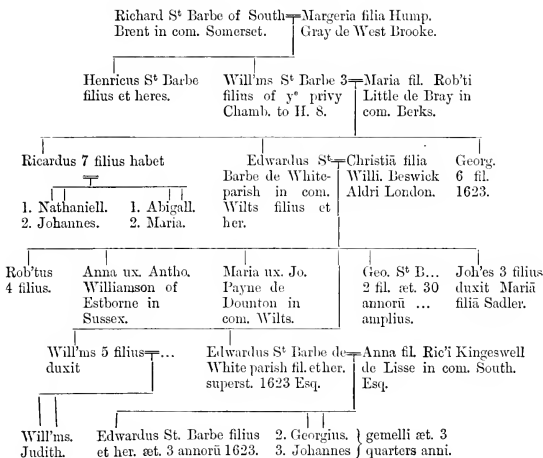 Richard Sᵗ Barbe of South Brent in com. Somerset.
Margeria filia Hump. Gray de West Brooke.
Henricus Sᵗ Barbe
filius et heres.
Will'ms Sᵗ Barbe 3
filius of yᵉ privy
Chamb. to H. 8.
Maria fil. Rob'ti
Little de Bray in
com. Berks.
Ricardus 7 filius habet
1. Nathaniell.
2. Johannes.
1. Abigall.
2. Maria.
Edwardus Sᵗ
Barbe de White-
parish in com.
Wilts filius et
her.
Christiā filia
Willi. Beswick
Aldri London.
Georg.
6 fil.
1623.
Rob'tus
4 filius.
Anna ux. Antho.
Williamson of
Estborne in
Sussex.
Maria ux. Jo.
Payne de
Dounton in
com. Wilts.
Geo. Sᵗ B...
2 fil. æt. 30
annorū ...
amplius.
Joh'es 3 filius
duxit Mariā
filiā Sadler.
Will'ms 5 filius
duxit
...
Edwardus Sᵗ Barbe de
White parish fil. et her.
superst. 1623 Esq.
Anna fil. Ric'i Kingeswell
de Lisse in com. South.
Esq.
Will'ms.
Judith.
Edwardus St. Barbe filius
et her. æt. 3 annorū 1623.
2. Georgius.
3. Johannes
gemelli æt. 3
quarters anni.